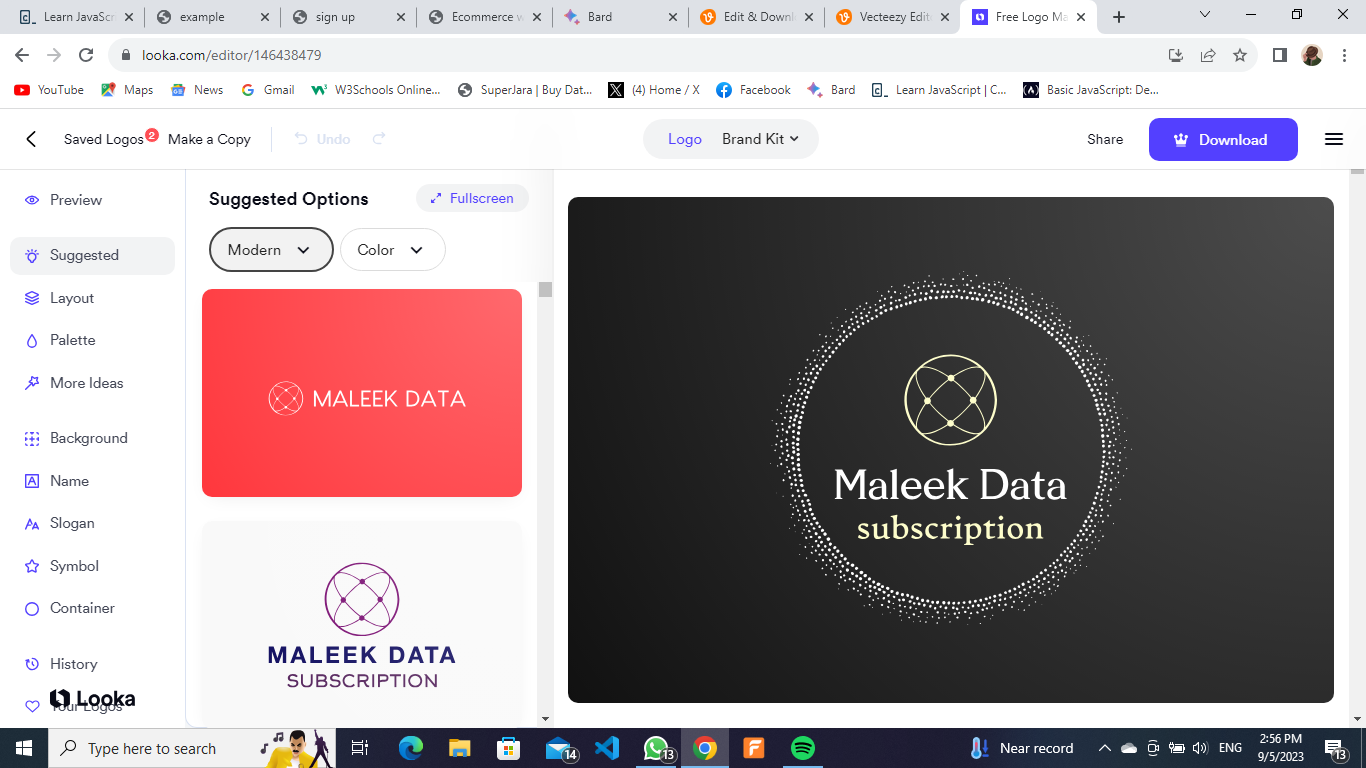 Learn JavaScri
example
sign up
Ecommerce w
Bard
Edit & Downl
Vecteezy Edit
Free Logo Ma
looka.com/editor/146438479
YouTube Maps News Gmail W3Schools Online... SuperJara | Buy Dat... (4) Home / X Facebook Bard Learn JavaScript | C... Basic JavaScript: De...
Saved Logos 2 Make a Copy Undo Logo Brand Kit Share Download
Preview
Suggested
Layout
Palette
More Ideas
Background
Name
Slogan
Symbol
Container
History
Your Logos
Looka
Suggested Options Fullscreen
Modern Color
MALEEK DATA
MALEEK DATA
SUBSCRIPTION
Maleek Data
subscription
Type here to search
14
13
Near record
ENG
2:56 PM
9/5/2023
13